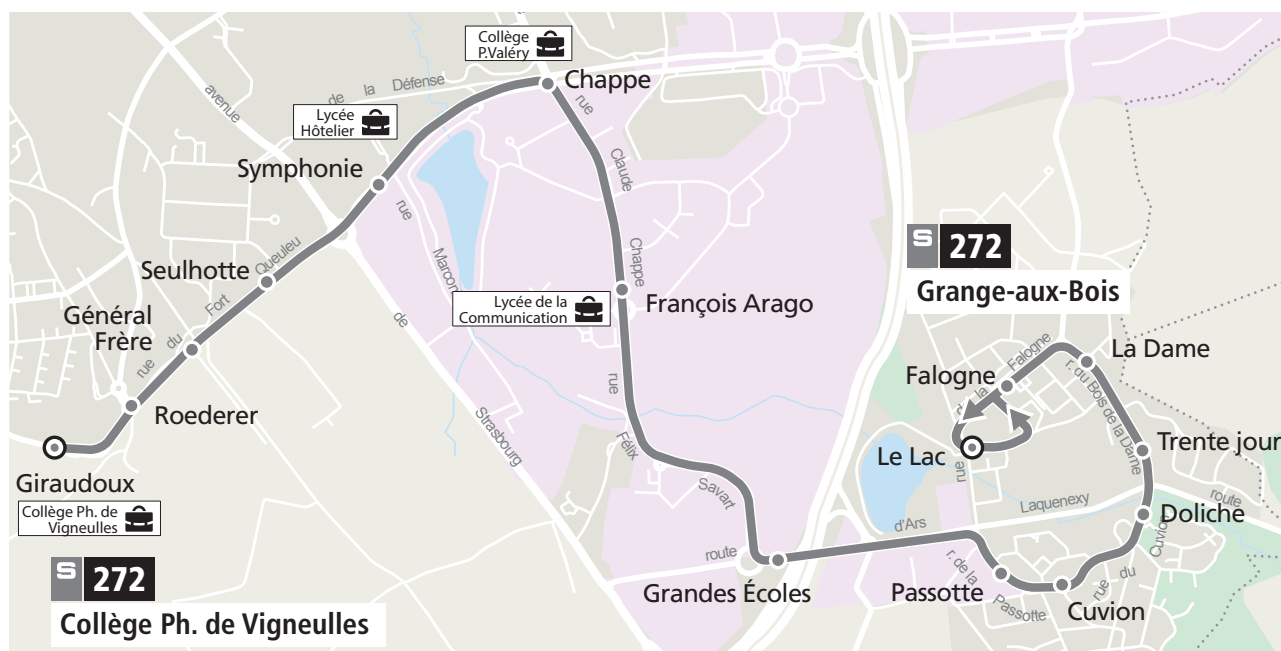 Collège
P.Valéry
Chappe
avenue
de la Défense
rue
Lycée
Hôtelier
Claude
Symphonie
rue
S 272
Grange-aux-Bois
Queuleu
Chappe
Marconi
Seulhotte
Fort
Lycée de la
Communication
François Arago
Général
Frère
du
de
La Dame
Falogne
Falogne
r. du Bois de la Dame
rue
rue
de la
Roederer
Strasbourg
Trente jour
Félix
Le Lac
rue
Giraudoux
Savart
Laquenexy
route
Collège Ph. de
Vigneulles
d'Ars
Doliche
route
Cuvion
S 272
Collège Ph. de Vigneulles
Grandes Écoles
r. de la
Passotte
Passotte
Cuvion
rue du